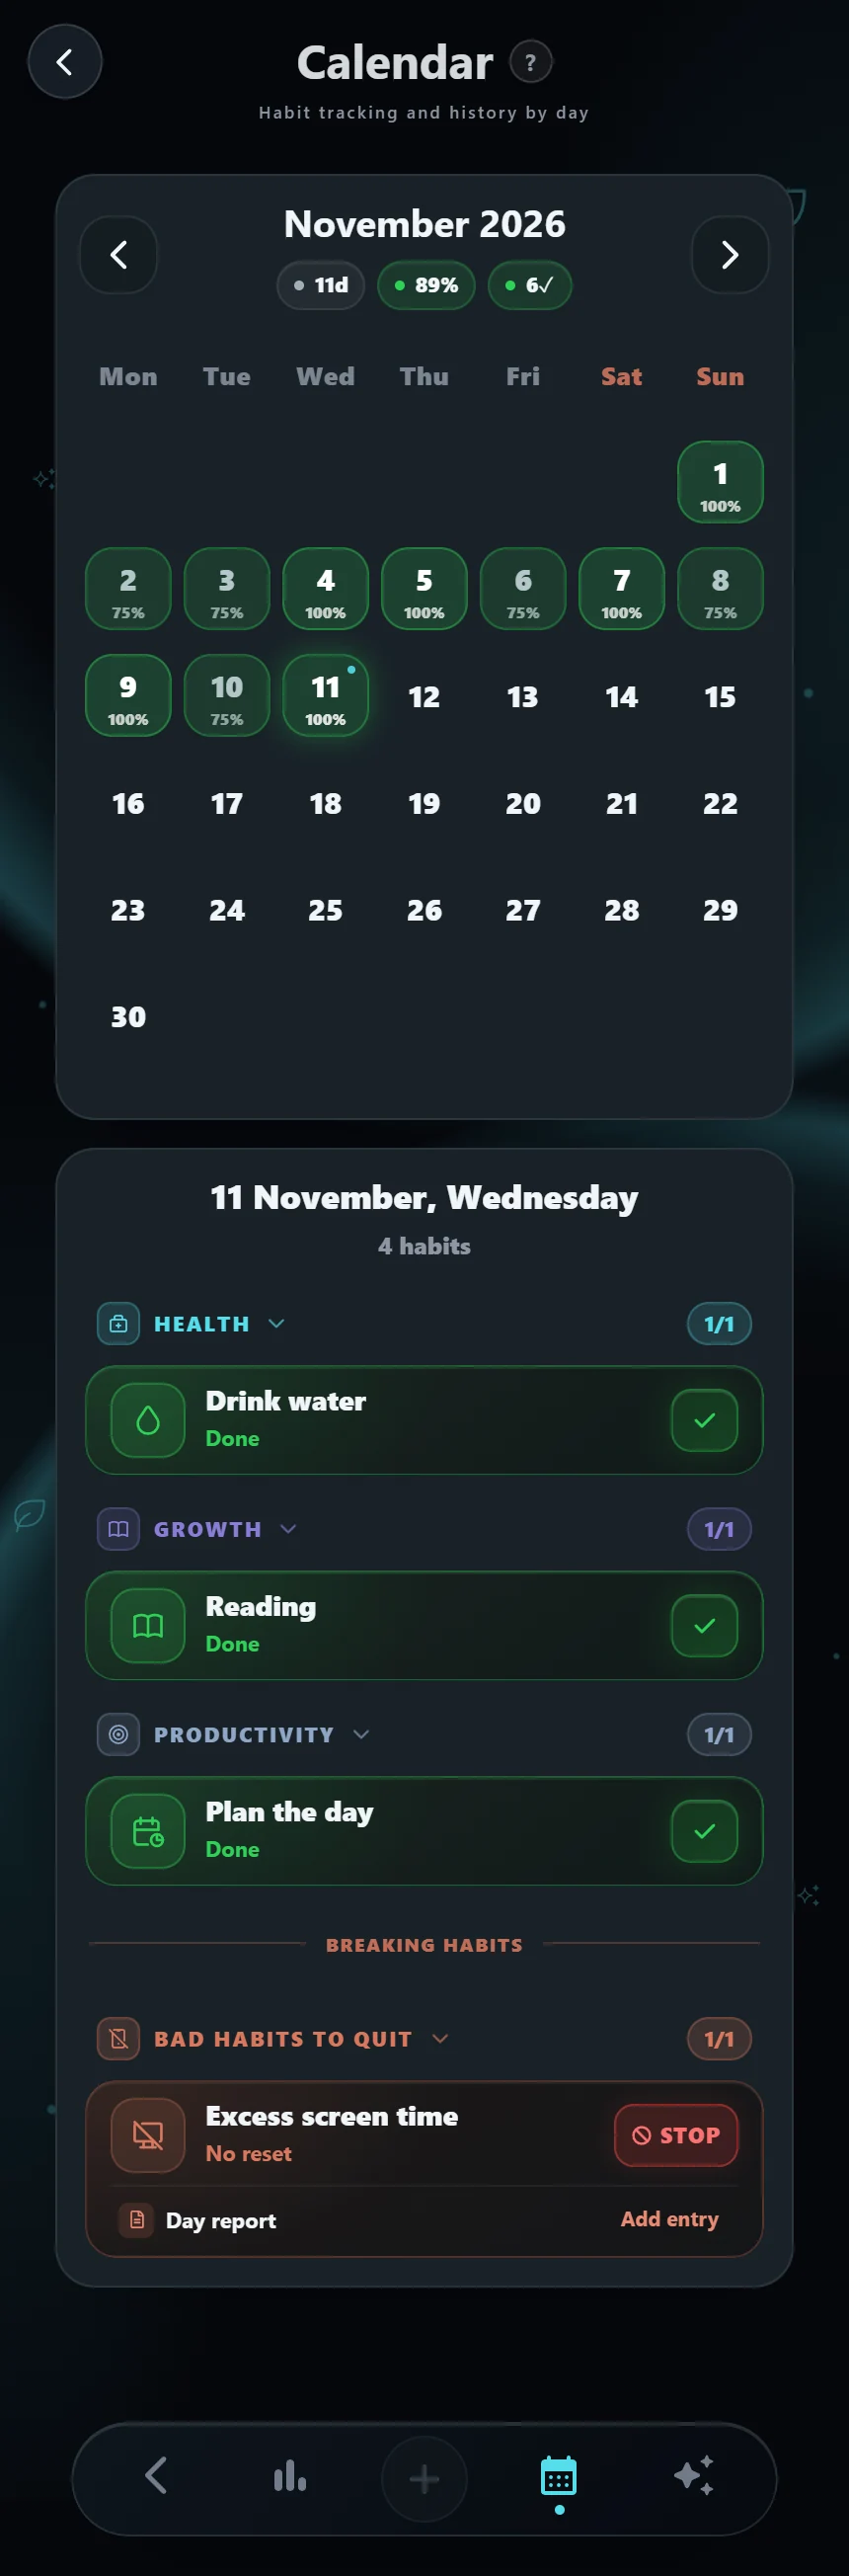 Calendar ?
Habit tracking and history by day
November 2026
11d 89% 6✓
Mon Tue Wed Thu Fri Sat Sun
1
100%
2 3 4 5 6 7 8
75% 75% 100% 100% 75% 100% 75%
9 10 11 12 13 14 15
100% 75% 100%
16 17 18 19 20 21 22
23 24 25 26 27 28 29
30
11 November, Wednesday
4 habits
HEALTH 1/1
Drink water
Done
GROWTH 1/1
Reading
Done
PRODUCTIVITY 1/1
Plan the day
Done
BREAKING HABITS
BAD HABITS TO QUIT 1/1
Excess screen time
No reset
STOP
Day report Add entry